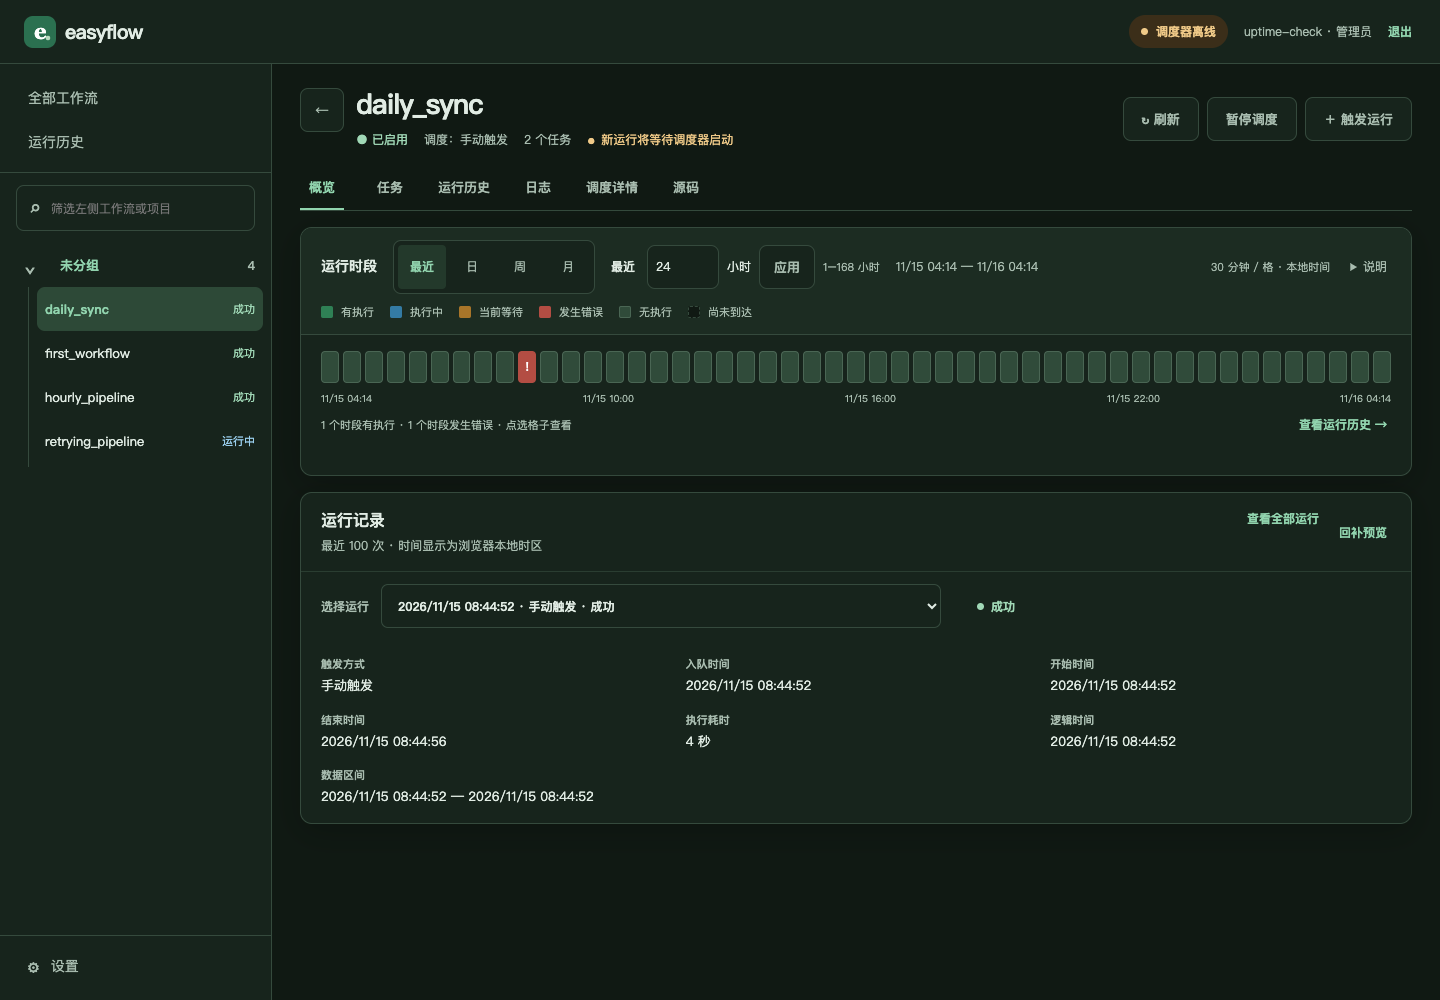 e. easyflow
调度器离线 uptime-check · 管理员 退出
全部工作流
运行历史
筛选左侧工作流或项目
未分组 4
daily_sync 成功
first_workflow 成功
hourly_pipeline 成功
retrying_pipeline 运行中
设置
← daily_sync
已启用 调度：手动触发 2 个任务 新运行将等待调度器启动
↻ 刷新 暂停调度 ＋ 触发运行
概览 任务 运行历史 日志 调度详情 源码
运行时段 最近 日 周 月 最近 24 小时 应用 1—168 小时 11/15 04:14 — 11/16 04:14 30 分钟 / 格 · 本地时间 ▶ 说明
有执行 执行中 当前等待 发生错误 无执行 尚未到达
!
11/15 04:14 11/15 10:00 11/15 16:00 11/15 22:00 11/16 04:14
1 个时段有执行 · 1 个时段发生错误 · 点选格子查看 查看运行历史 →
运行记录
最近 100 次 · 时间显示为浏览器本地时区
查看全部运行 回补预览
选择运行 2026/11/15 08:44:52 · 手动触发 · 成功 成功
触发方式 入队时间 开始时间
手动触发 2026/11/15 08:44:52 2026/11/15 08:44:52
结束时间 执行耗时 逻辑时间
2026/11/15 08:44:56 4 秒 2026/11/15 08:44:52
数据区间
2026/11/15 08:44:52 — 2026/11/15 08:44:52